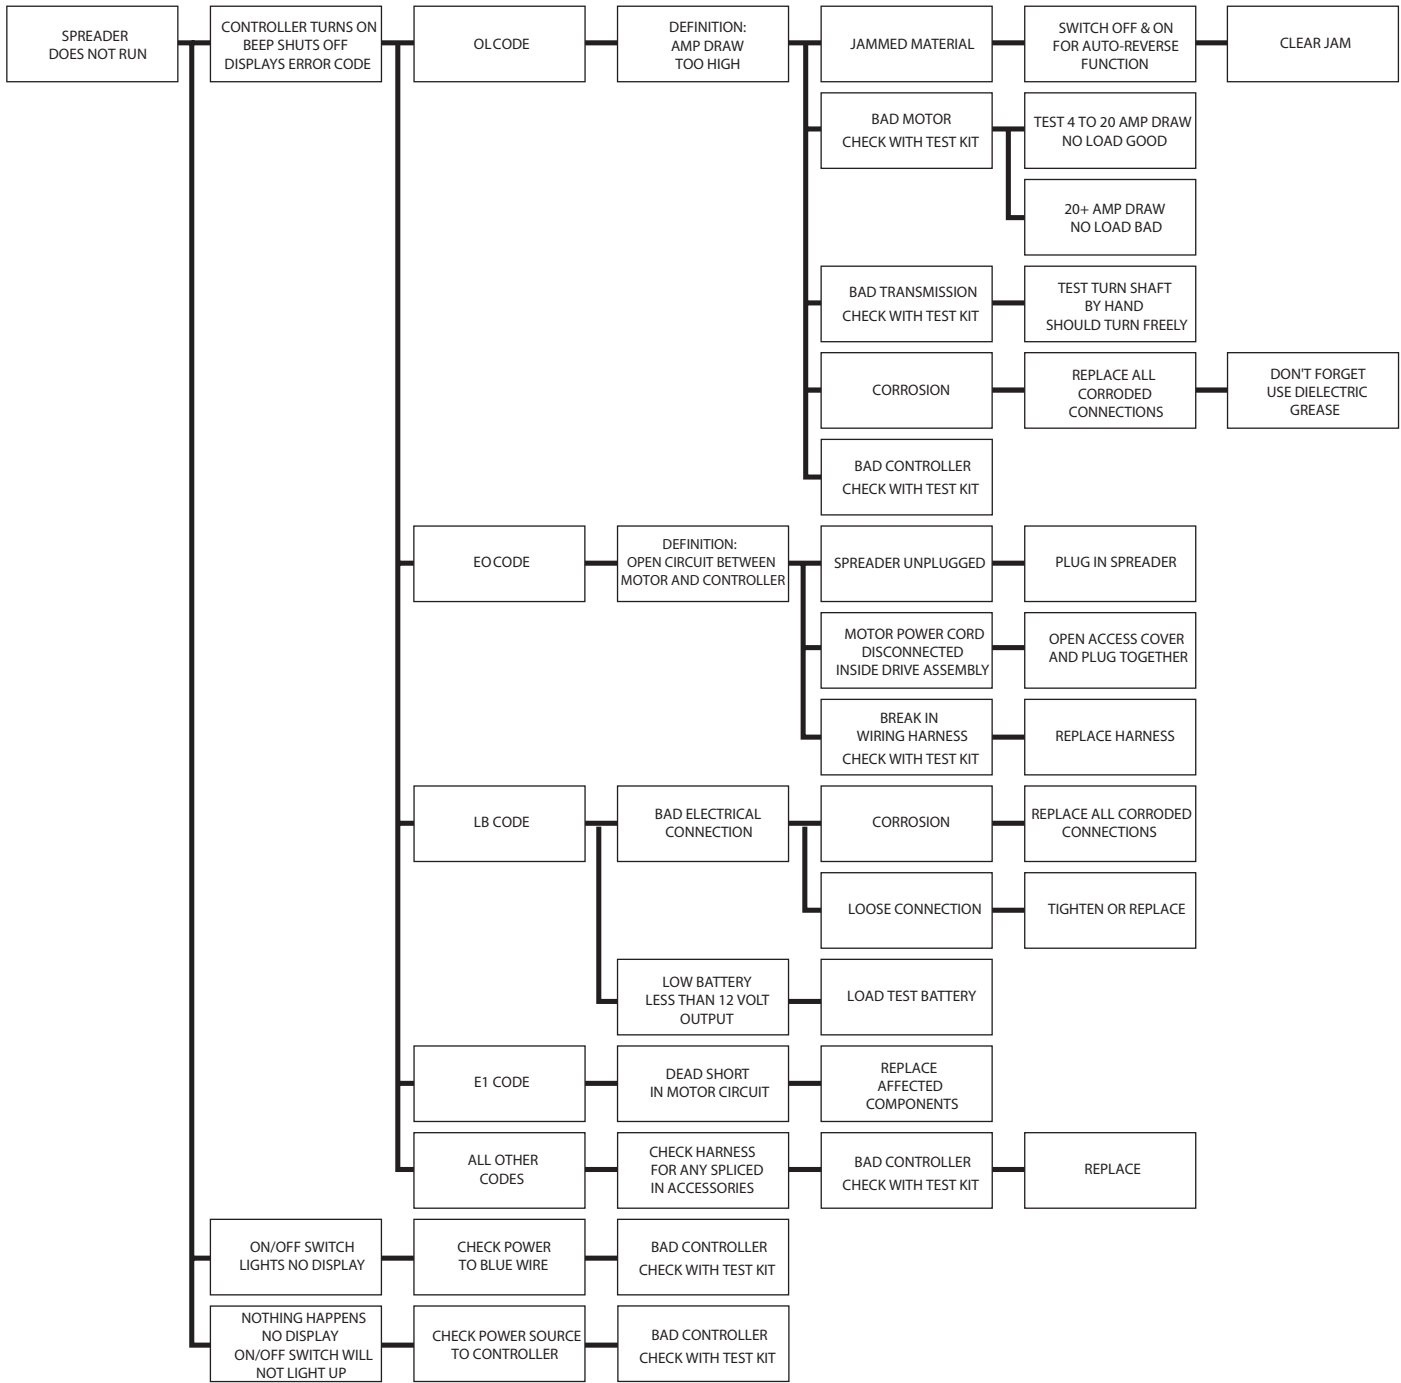 SPREADER
DOES NOT RUN
CONTROLLER TURNS ON
BEEP SHUTS OFF
DISPLAYS ERROR CODE
OL CODE
DEFINITION:
AMP DRAW
TOO HIGH
JAMMED MATERIAL
SWITCH OFF & ON
FOR AUTO-REVERSE
FUNCTION
CLEAR JAM
BAD MOTOR
CHECK WITH TEST KIT
TEST 4 TO 20 AMP DRAW
NO LOAD GOOD
20+ AMP DRAW
NO LOAD BAD
BAD TRANSMISSION
CHECK WITH TEST KIT
TEST TURN SHAFT
BY HAND
SHOULD TURN FREELY
CORROSION
REPLACE ALL
CORRODED
CONNECTIONS
DON'T FORGET
USE DIELECTRIC
GREASE
BAD CONTROLLER
CHECK WITH TEST KIT
EO CODE
DEFINITION:
OPEN CIRCUIT BETWEEN
MOTOR AND CONTROLLER
SPREADER UNPLUGGED
PLUG IN SPREADER
MOTOR POWER CORD
DISCONNECTED
INSIDE DRIVE ASSEMBLY
OPEN ACCESS COVER
AND PLUG TOGETHER
BREAK IN
WIRING HARNESS
CHECK WITH TEST KIT
REPLACE HARNESS
LB CODE
BAD ELECTRICAL
CONNECTION
CORROSION
REPLACE ALL CORRODED
CONNECTIONS
LOOSE CONNECTION
TIGHTEN OR REPLACE
LOW BATTERY
LESS THAN 12 VOLT
OUTPUT
LOAD TEST BATTERY
E1 CODE
DEAD SHORT
IN MOTOR CIRCUIT
REPLACE
AFFECTED
COMPONENTS
ALL OTHER
CODES
CHECK HARNESS
FOR ANY SPLICED
IN ACCESSORIES
BAD CONTROLLER
CHECK WITH TEST KIT
REPLACE
ON/OFF SWITCH
LIGHTS NO DISPLAY
CHECK POWER
TO BLUE WIRE
BAD CONTROLLER
CHECK WITH TEST KIT
NOTHING HAPPENS
NO DISPLAY
ON/OFF SWITCH WILL
NOT LIGHT UP
CHECK POWER SOURCE
TO CONTROLLER
BAD CONTROLLER
CHECK WITH TEST KIT